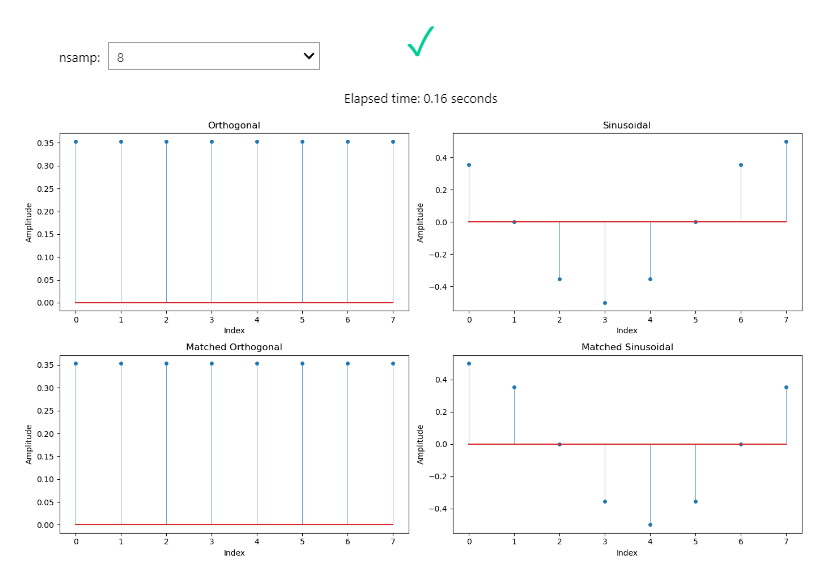 nsamp: 8
Elapsed time: 0.16 seconds
Orthogonal
Amplitude
0.35
0.30
0.25
0.20
0.15
0.10
0.05
0.00
0 1 2 3 4 5 6 7
Index
Sinusoidal
Amplitude
0.4
0.2
0.0
−0.2
−0.4
0 1 2 3 4 5 6 7
Index
Matched Orthogonal
Amplitude
0.35
0.30
0.25
0.20
0.15
0.10
0.05
0.00
0 1 2 3 4 5 6 7
Index
Matched Sinusoidal
Amplitude
0.4
0.2
0.0
−0.2
−0.4
0 1 2 3 4 5 6 7
Index